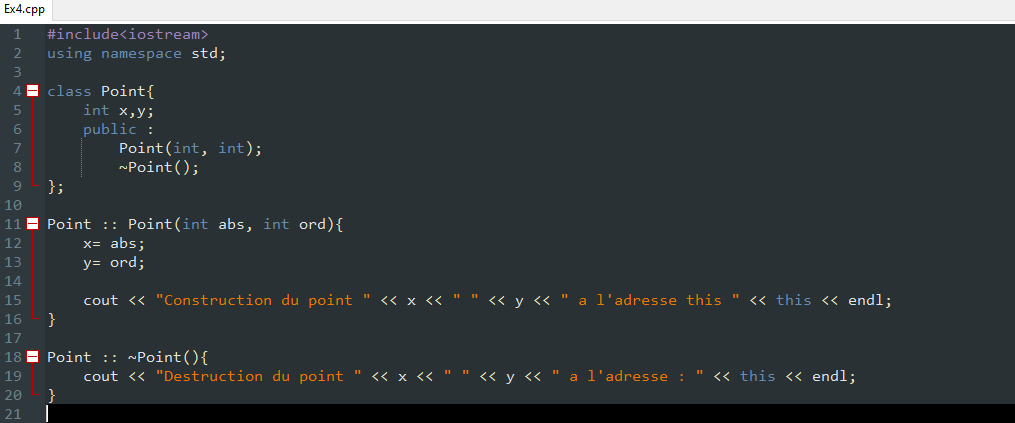 Ex4.cpp
1 #include<iostream>
2 using namespace std;
3
4 class Point{
5 int x,y;
6 public :
7 Point(int, int);
8 ~Point();
9 };
10
11 Point :: Point(int abs, int ord){
12 x= abs;
13 y= ord;
14
15 cout << "Construction du point " << x << " " << y << " a l'adresse this " << this << endl;
16 }
17
18 Point :: ~Point(){
19 cout << "Destruction du point " << x << " " << y << " a l'adresse : " << this << endl;
20 }
21